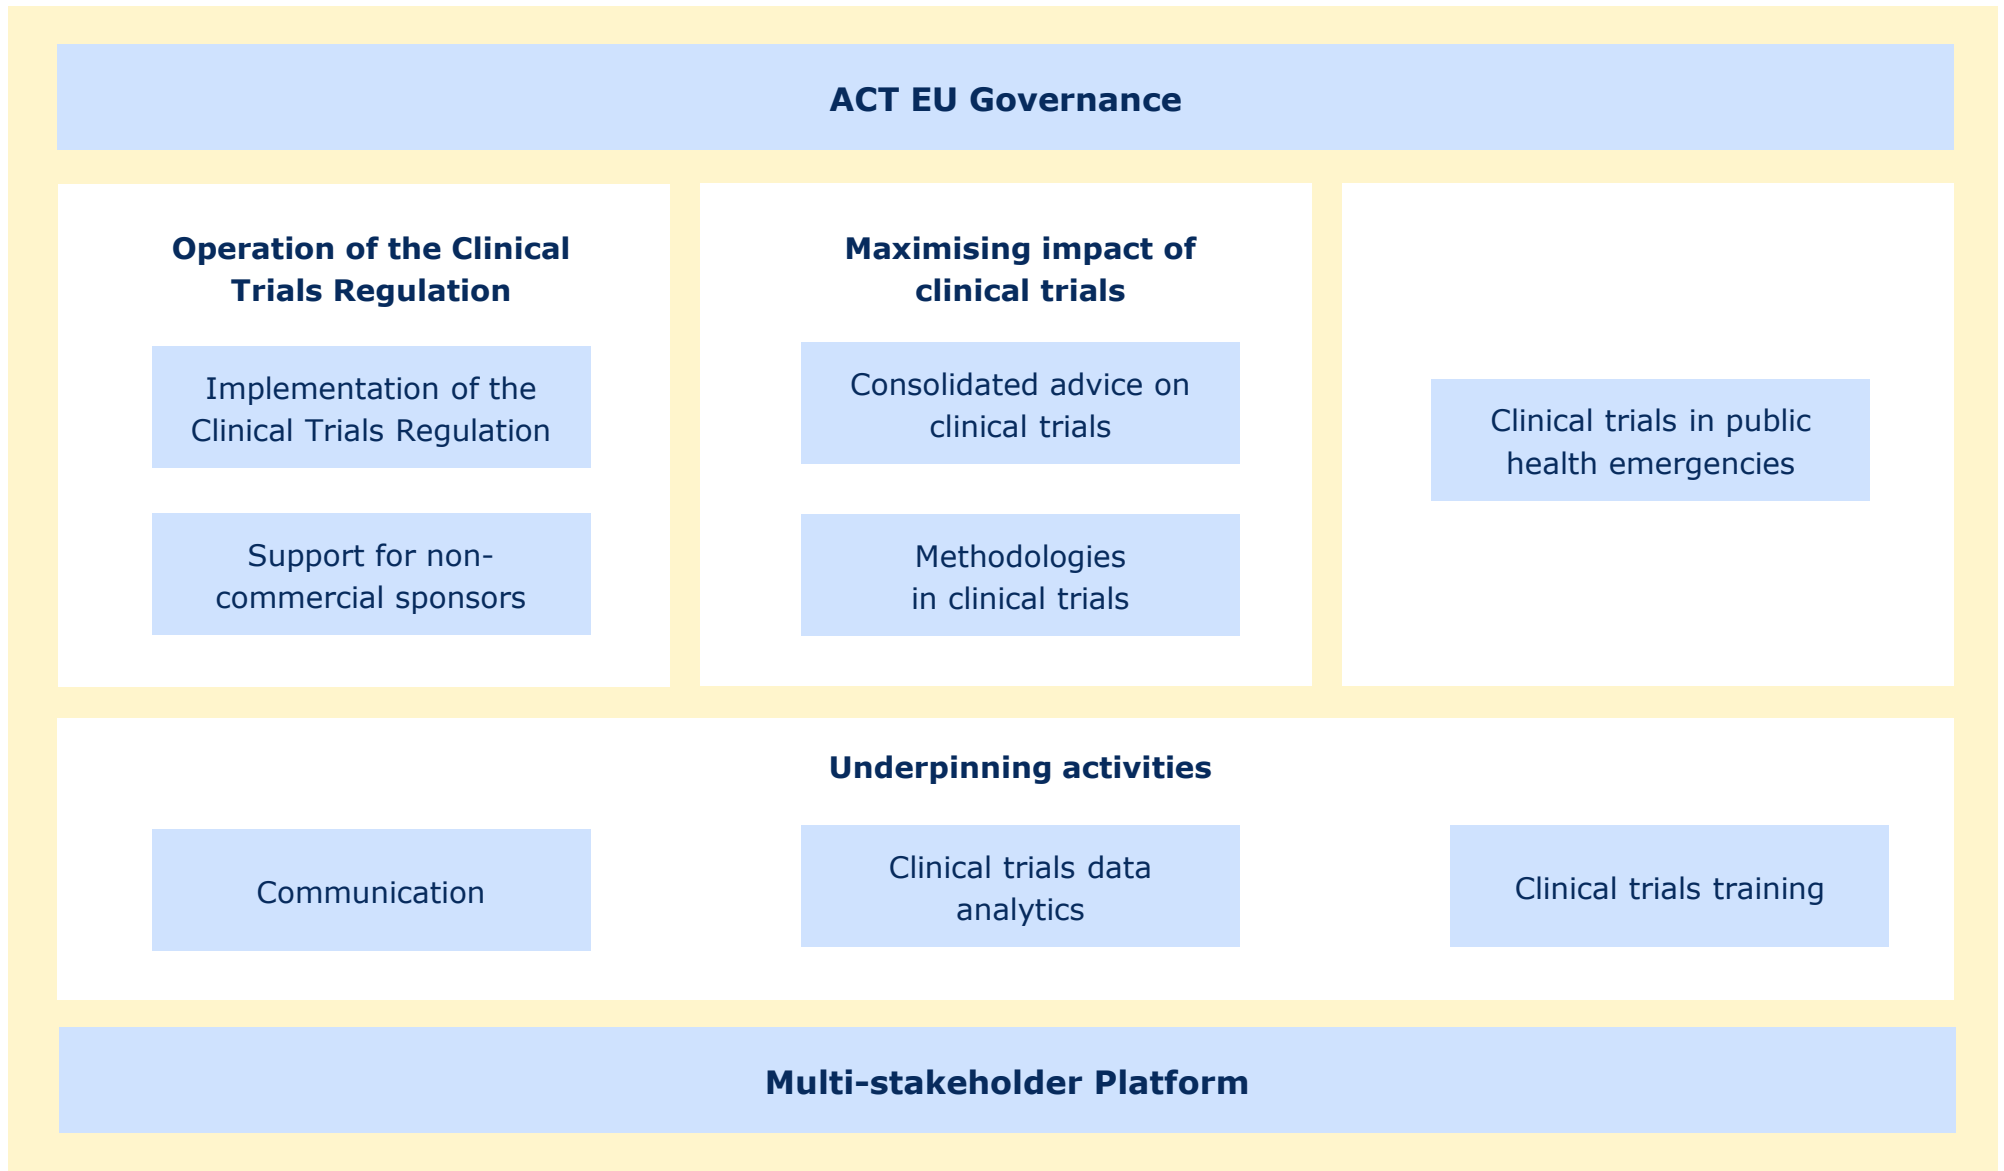 ACT EU Governance
Operation of the Clinical
Trials Regulation
Implementation of the
Clinical Trials Regulation
Support for non-
commercial sponsors
Maximising impact of
clinical trials
Consolidated advice on
clinical trials
Methodologies
in clinical trials
Clinical trials in public
health emergencies
Underpinning activities
Communication
Clinical trials data
analytics
Clinical trials training
Multi-stakeholder Platform